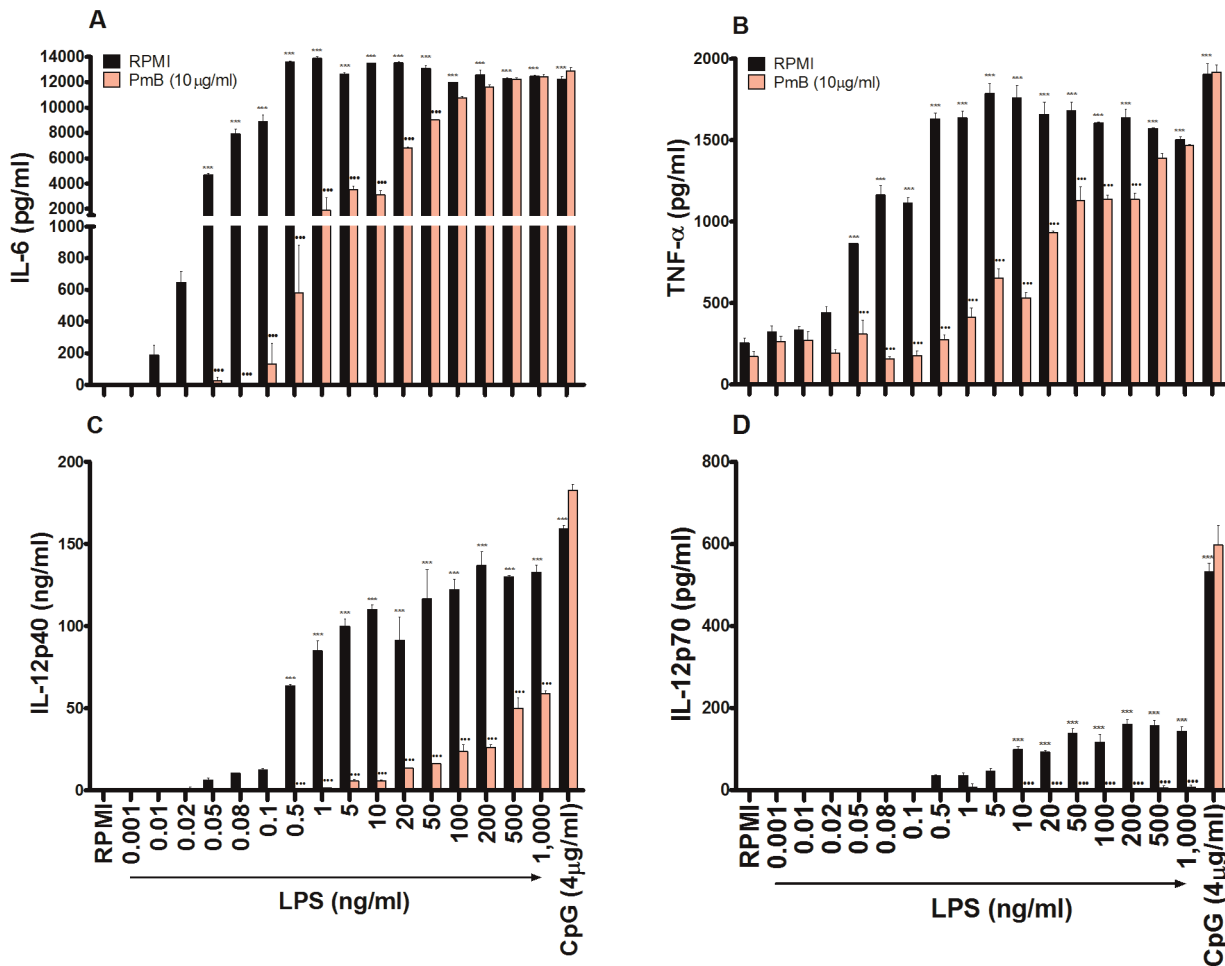 A
RPMI
PmB (10μg/ml)
IL-6 (pg/ml)
14000
12000
10000
8000
6000
4000
2000
1000
800
600
400
200
0
*** *** *** *** *** *** *** *** *** *** *** *** ***
••• ••• ••• ••• ••• ••• ••• ••• ••• •••
B
RPMI
PmB (10μg/ml)
TNF-α (pg/ml)
2000
1500
1000
500
0
*** *** *** *** *** *** *** *** *** *** *** *** ***
••• ••• ••• ••• ••• ••• ••• ••• ••• ••• •••
C
IL-12p40 (ng/ml)
200
150
100
50
0
*** *** *** *** *** *** *** *** *** *** ***
••• ••• ••• ••• ••• ••• ••• ••• ••• •••
RPMI
0.001
0.01
0.02
0.05
0.08
0.1
0.5
1
5
10
20
50
100
200
500
1,000
CpG (4μg/ml)
LPS (ng/ml)
D
IL-12p70 (pg/ml)
800
600
400
200
0
*** *** *** *** *** *** *** ***
••• ••• ••• ••• ••• ••• •••
RPMI
0.001
0.01
0.02
0.05
0.08
0.1
0.5
1
5
10
20
50
100
200
500
1,000
CpG (4μg/ml)
LPS (ng/ml)